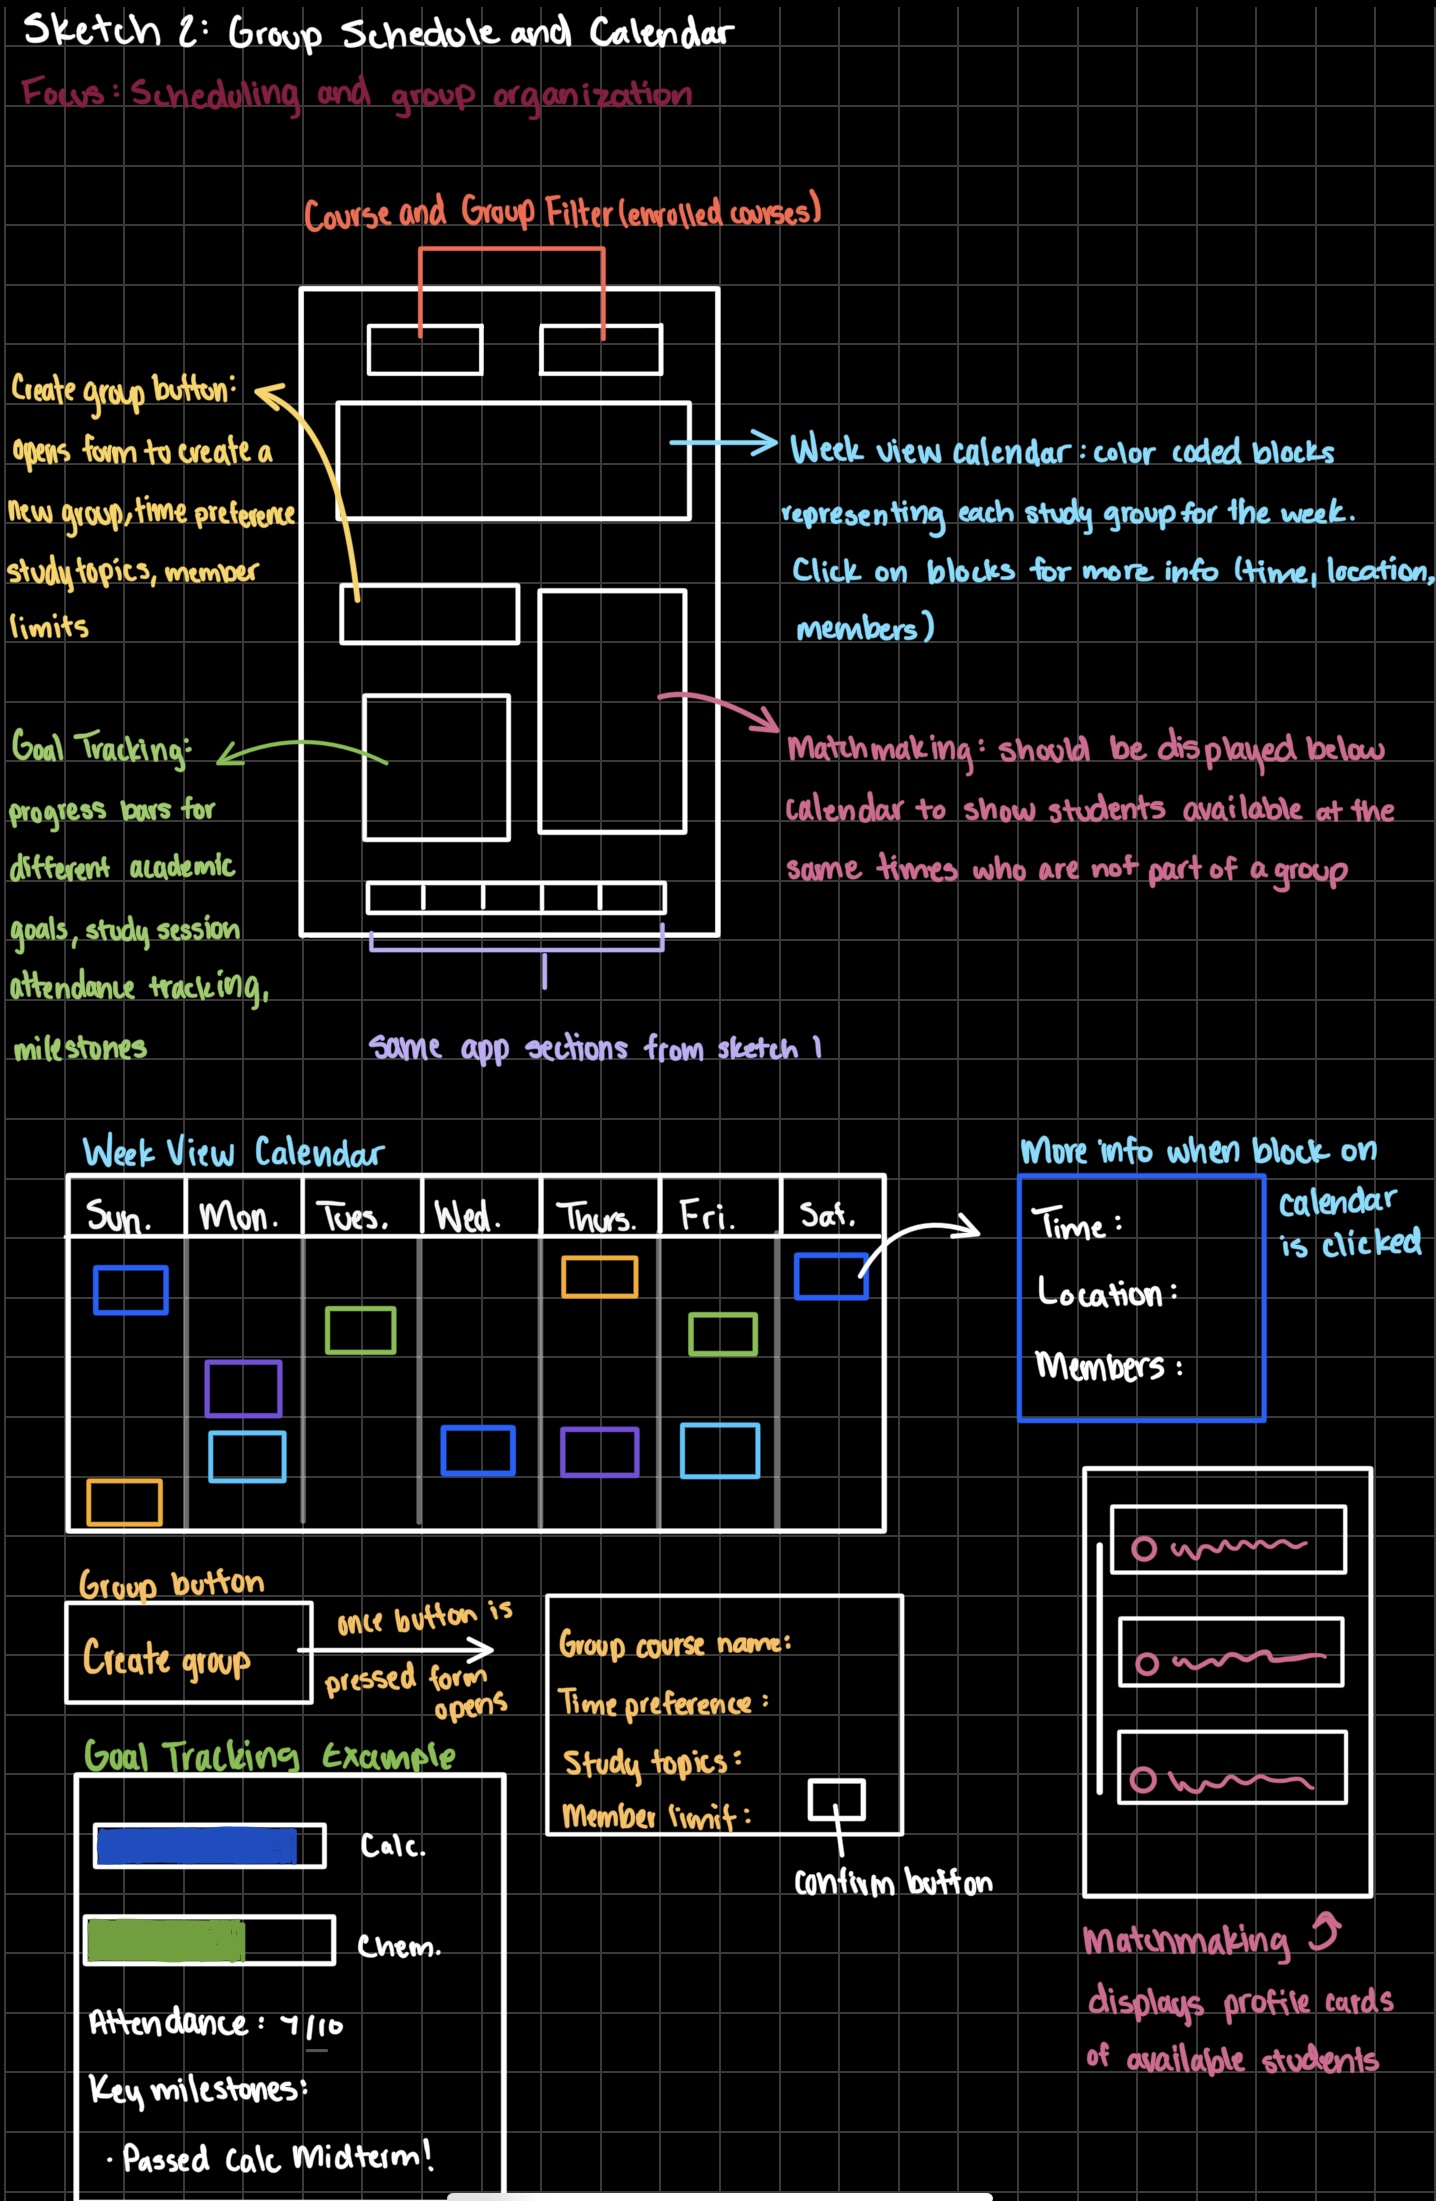 Sketch 2: Group Schedule and Calendar
Focus: Scheduling and group organization
Course and Group Filter (enrolled courses)
Create group button:
opens form to create a
new group, time preference
study topics, member
limits
Week view calendar: color coded blocks
representing each study group for the week.
Click on blocks for more info (time, location,
members)
Goal Tracking:
progress bars for
different academic
goals, study session
attendance tracking,
milestones
Matchmaking: should be displayed below
calendar to show students available at the
same times who are not part of a group
same app sections from sketch 1
Week View Calendar
Sun. Mon. Tues. Wed. Thurs. Fri. Sat.
More info when block on
calendar
is clicked
Time:
Location:
Members:
Group button
Create group
once button is
pressed form
opens
Group course name:
Time preference:
Study topics:
Member limit:
confirm button
Goal Tracking Example
Calc.
Chem.
Attendance: 7/10
Key milestones:
· Passed Calc Midterm!
Matchmaking
displays profile cards
of available students